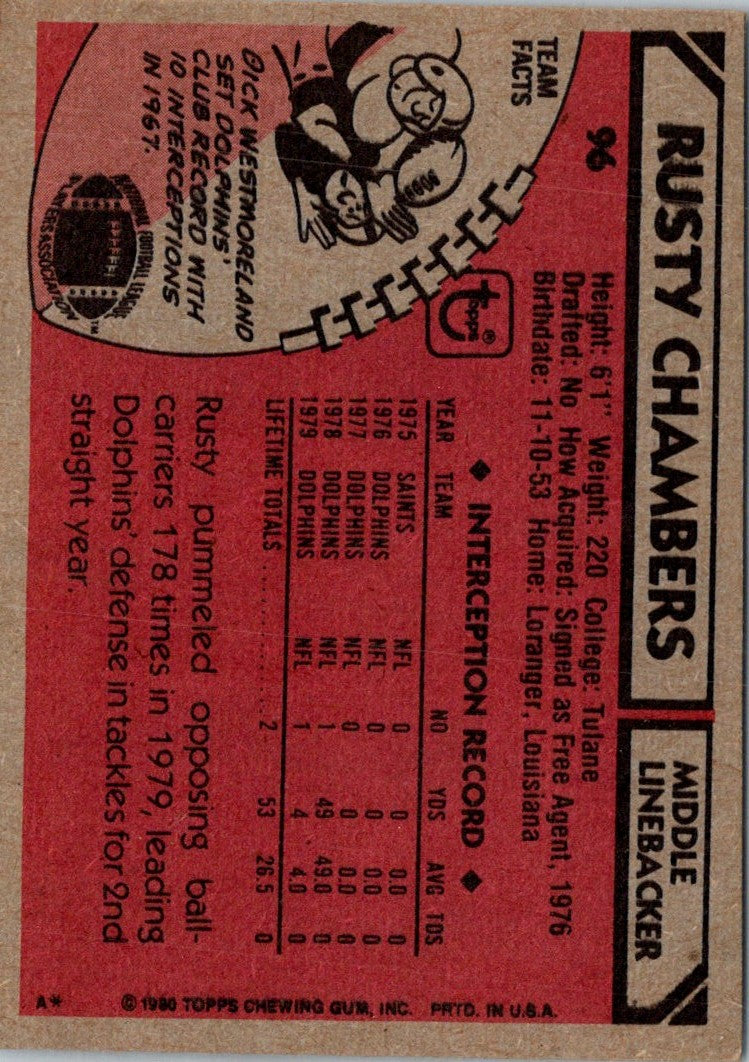 RUSTY CHAMBERS
MIDDLE
LINEBACKER
96
Height: 6'1" Weight: 220 College: Tulane
Drafted: No How Acquired: Signed as Free Agent, 1976
Birthdate: 11-10-53 Home: Loranger, Louisiana
TEAM
FACTS
DICK WESTMORELAND
SET DOLPHINS'
CLUB RECORD WITH
10 INTERCEPTIONS
IN 1967.
NATIONAL FOOTBALL LEAGUE
PLAYERS ASSOCIATION
TM
Topps®
◆ INTERCEPTION RECORD ◆
YEAR TEAM NO YDS AVG TDS
1975 SAINTS NFL 0 0 0.0 0
1976 DOLPHINS NFL 0 0 0.0 0
1977 DOLPHINS NFL 0 0 0.0 0
1978 DOLPHINS NFL 1 49 49.0 0
1979 DOLPHINS NFL 1 4 4.0 0
LIFETIME TOTALS 2 53 26.5 0
Rusty pummeled opposing ball-
carriers 178 times in 1979, leading
Dolphins' defense in tackles for 2nd
straight year.
A* © 1980 TOPPS CHEWING GUM, INC. PRTD. IN U.S.A.